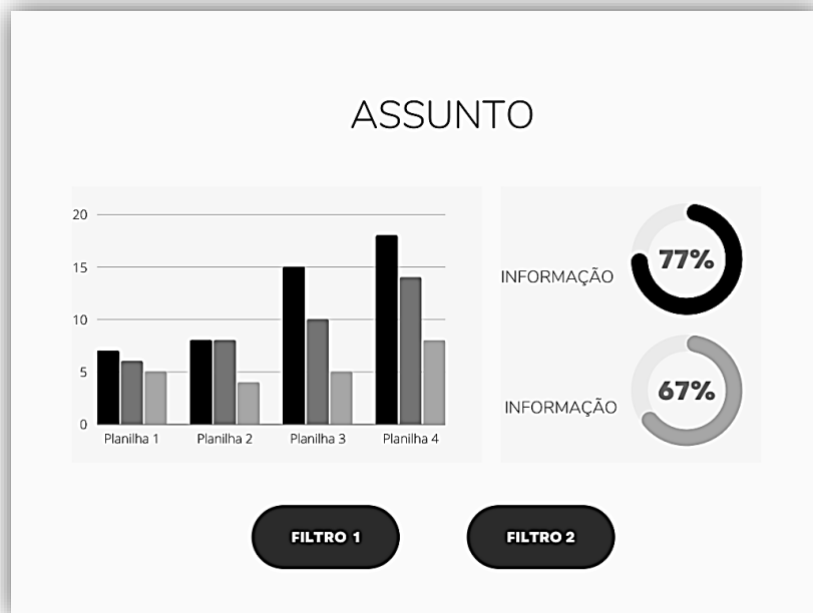 ASSUNTO
20
15
10
5
0
Planilha 1 Planilha 2 Planilha 3 Planilha 4
INFORMAÇÃO
77%
INFORMAÇÃO
67%
FILTRO 1 FILTRO 2